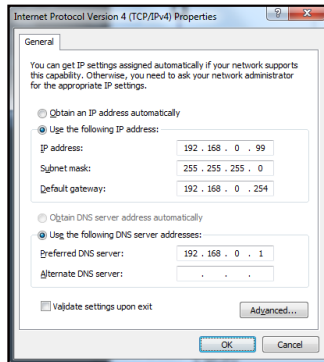 Internet Protocol Version 4 (TCP/IPv4) Properties
General
You can get IP settings assigned automatically if your network supports
this capability. Otherwise, you need to ask your network administrator
for the appropriate IP settings.
Obtain an IP address automatically
Use the following IP address:
IP address: 192 . 168 . 0 . 99
Subnet mask: 255 . 255 . 255 . 0
Default gateway: 192 . 168 . 0 . 254
Obtain DNS server address automatically
Use the following DNS server addresses:
Preferred DNS server: 192 . 168 . 0 . 1
Alternate DNS server: . . .
Validate settings upon exit
Advanced...
OK Cancel